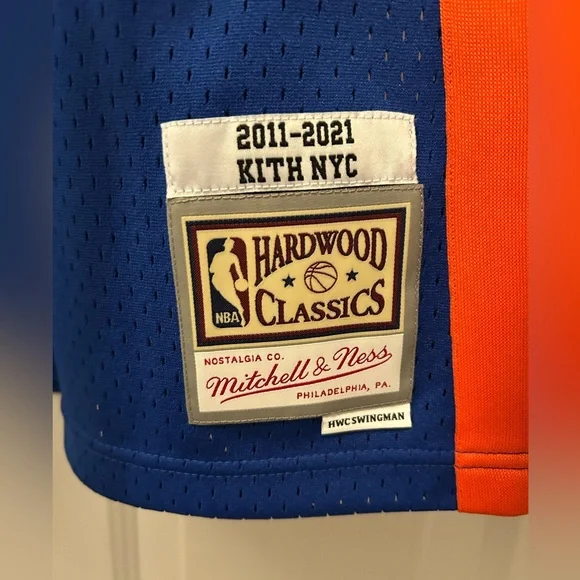 2011-2021
KITH NYC
HARDWOOD
CLASSICS
NBA
NOSTALGIA CO.
Mitchell & Ness
PHILADELPHIA, PA.
HWC SWINGMAN